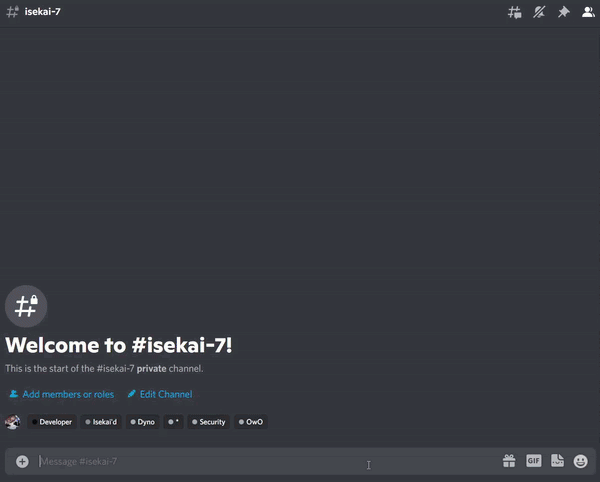 isekai-7
Welcome to #isekai-7!
This is the start of the #isekai-7 private channel.
Add members or roles Edit Channel
Developer Isekai'd Dyno * Security OwO
Message #isekai-7 GIF